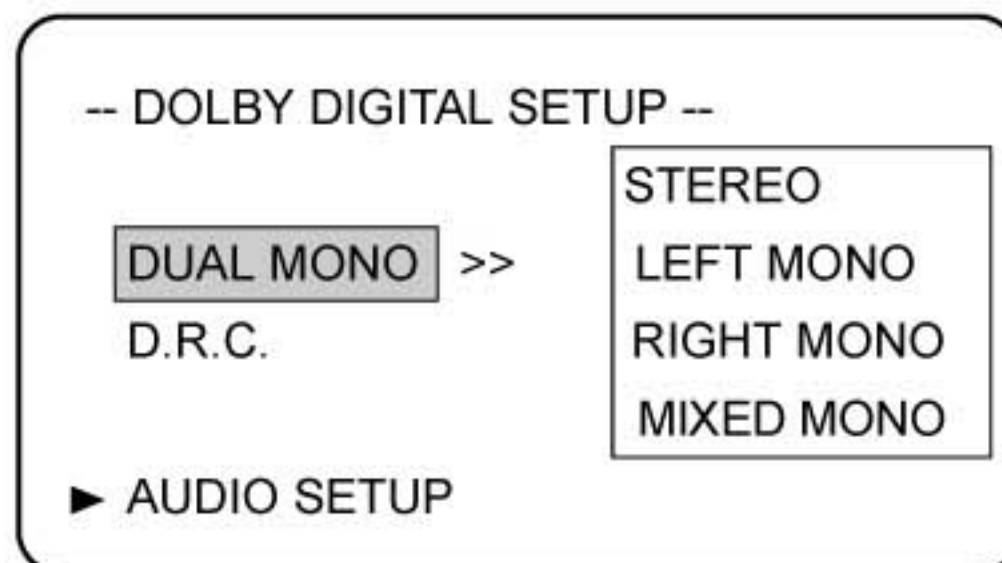 -- DOLBY DIGITAL SETUP --
STEREO
DUAL MONO >> LEFT MONO
D.R.C. RIGHT MONO
MIXED MONO
► AUDIO SETUP